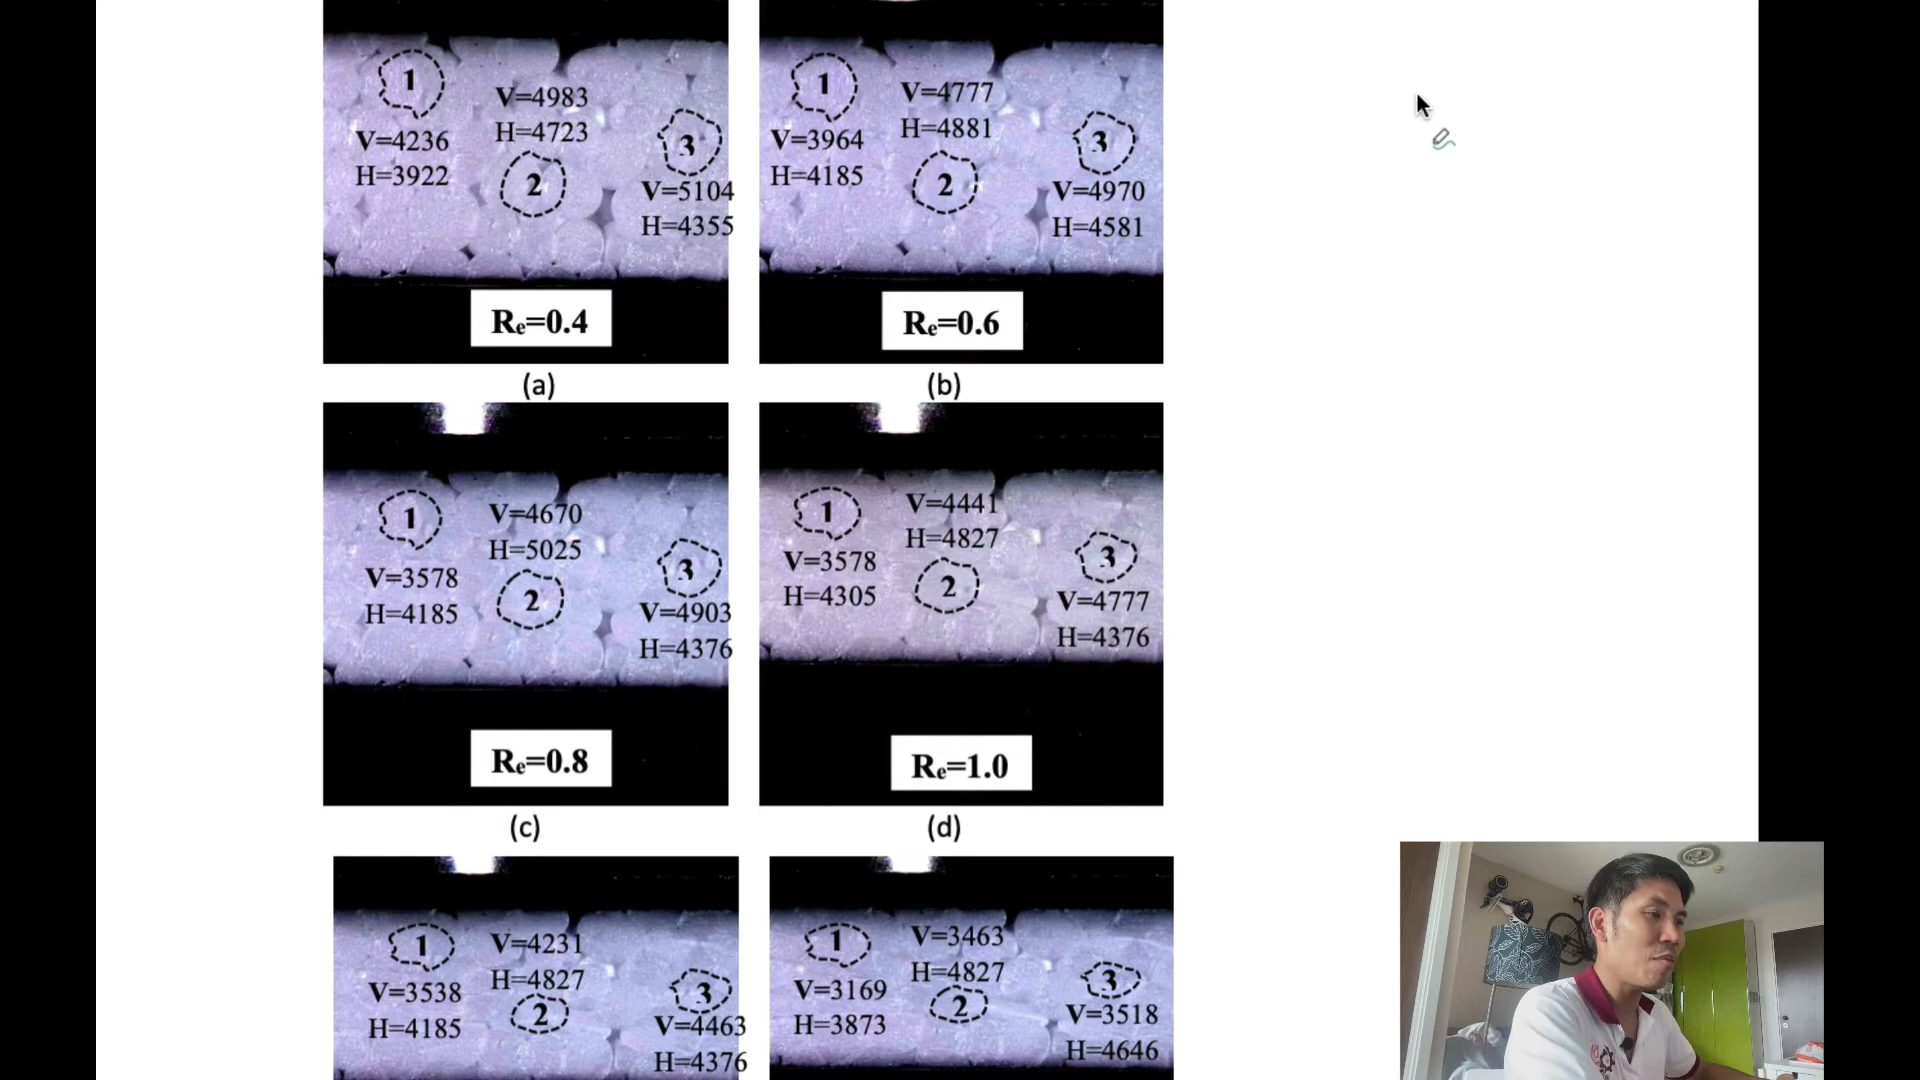 1
V=4236
H=3922
V=4983
H=4723
2
3
V=5104
H=4355
Re=0.4
(a)
1
V=3964
H=4185
V=4777
H=4881
2
3
V=4970
H=4581
Re=0.6
(b)
1
V=3578
H=4185
V=4670
H=5025
2
3
V=4903
H=4376
Re=0.8
(c)
1
V=3578
H=4305
V=4441
H=4827
2
3
V=4777
H=4376
Re=1.0
(d)
1
V=3538
H=4185
V=4231
H=4827
2
3
V=4463
H=4376
1
V=3169
H=3873
V=3463
H=4827
2
3
V=3518
H=4646